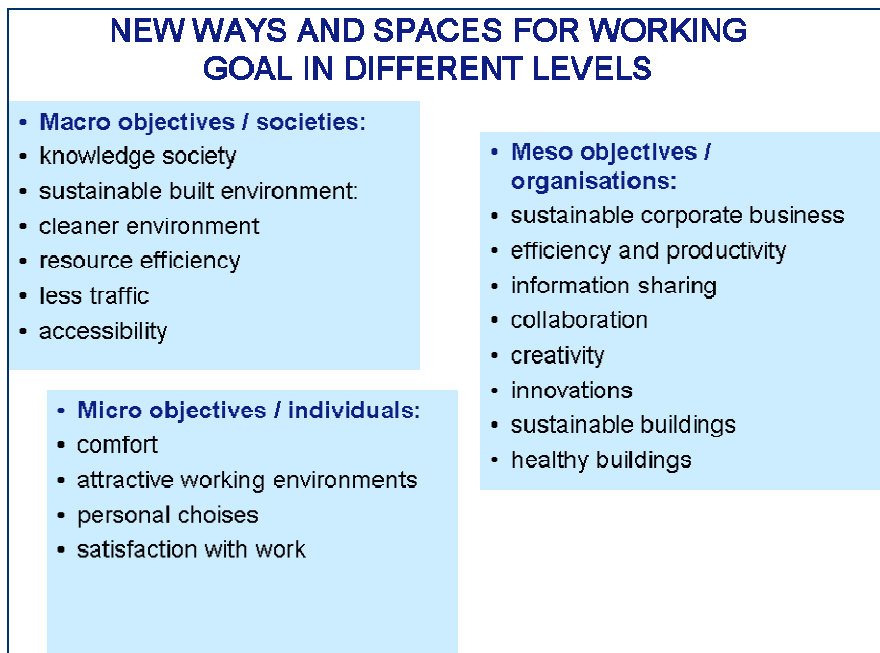 NEW WAYS AND SPACES FOR WORKING
GOAL IN DIFFERENT LEVELS
• Macro objectives / societies:
• knowledge society
• sustainable built environment:
• cleaner environment
• resource efficiency
• less traffic
• accessibility
• Meso objectives /
organisations:
• sustainable corporate business
• efficiency and productivity
• information sharing
• collaboration
• creativity
• innovations
• sustainable buildings
• healthy buildings
• Micro objectives / individuals:
• comfort
• attractive working environments
• personal choises
• satisfaction with work